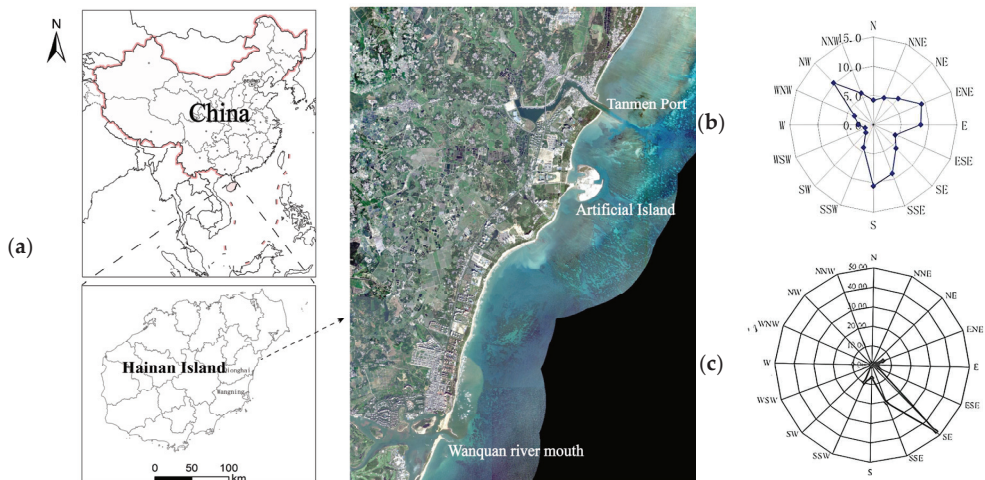 (a)
N
China
Hainan Island
Qionghai
Wangning
0 50 100
km
Tanmen Port
Artificial Island
Wanquan river mouth
(b)
N
NNE
NE
ENE
E
ESE
SE
SSE
S
SSW
SW
WSW
W
WNW
NW
NNW
15.0
10.0
5.0
0.0
(c)
N
NNE
NE
ENE
E
ESE
SE
SSE
S
SSW
SW
WSW
W
WNW
NW
NNW
50.00
40.00
30.00
20.00
10.00